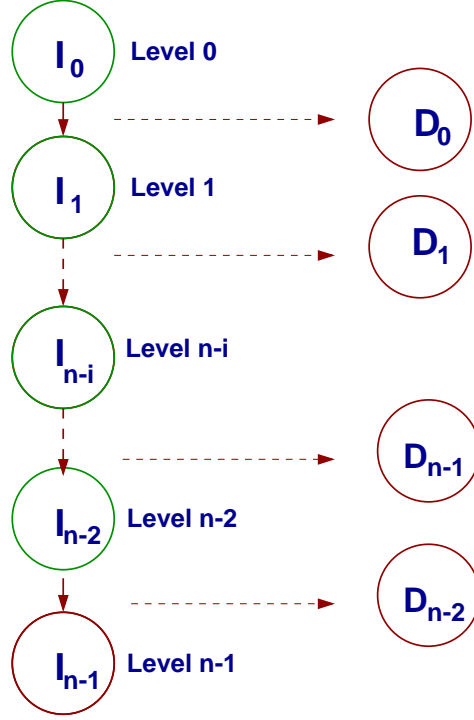 I0 Level 0
D0
I1 Level 1
D1
In-i Level n-i
Dn-1
In-2 Level n-2
Dn-2
In-1 Level n-1